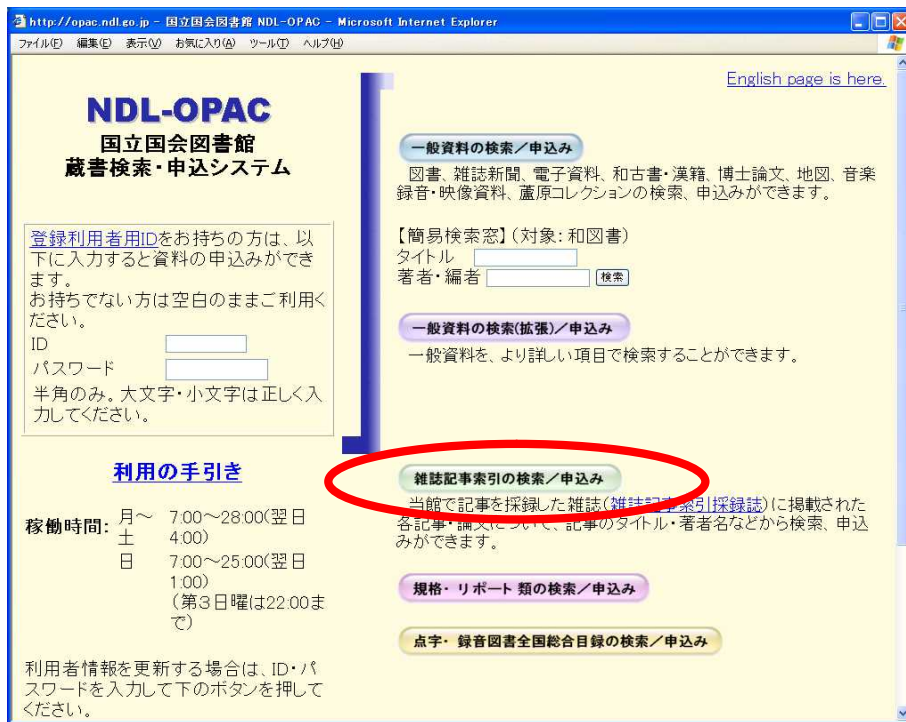 http://opac.ndl.go.jp - 国立国会図書館 NDL-OPAC - Microsoft Internet Explorer
ファイル(F) 編集(E) 表示(V) お気に入り(A) ツール(T) ヘルプ(H)
English page is here.
NDL-OPAC
国立国会図書館
蔵書検索・申込システム
登録利用者用IDをお持ちの方は、以
下に入力すると資料の申込みができ
ます。
お持ちでない方は空白のままご利用く
ださい。
ID
パスワード
半角のみ。大文字・小文字は正しく入
力してください。
利用の手引き
稼働時間: 月～土 7:00～28:00(翌日
4:00)
日 7:00～25:00(翌日
1:00)
(第3日曜は22:00ま
で)
利用者情報を更新する場合は、ID・パ
スワードを入力して下のボタンを押して
ください。
一般資料の検索／申込み
図書、雑誌新聞、電子資料、和古書・漢籍、博士論文、地図、音楽
録音・映像資料、蘆原コレクションの検索、申込みができます。
【簡易検索窓】(対象:和図書)
タイトル
著者・編者 検索
一般資料の検索(拡張)／申込み
一般資料を、より詳しい項目で検索することができます。
雑誌記事索引の検索／申込み
当館で記事を採録した雑誌(雑誌記事索引採録誌)に掲載された
各記事・論文について、記事のタイトル・著者名などから検索、申込
みができます。
規格・リポート類の検索／申込み
点字・録音図書全国総合目録の検索／申込み